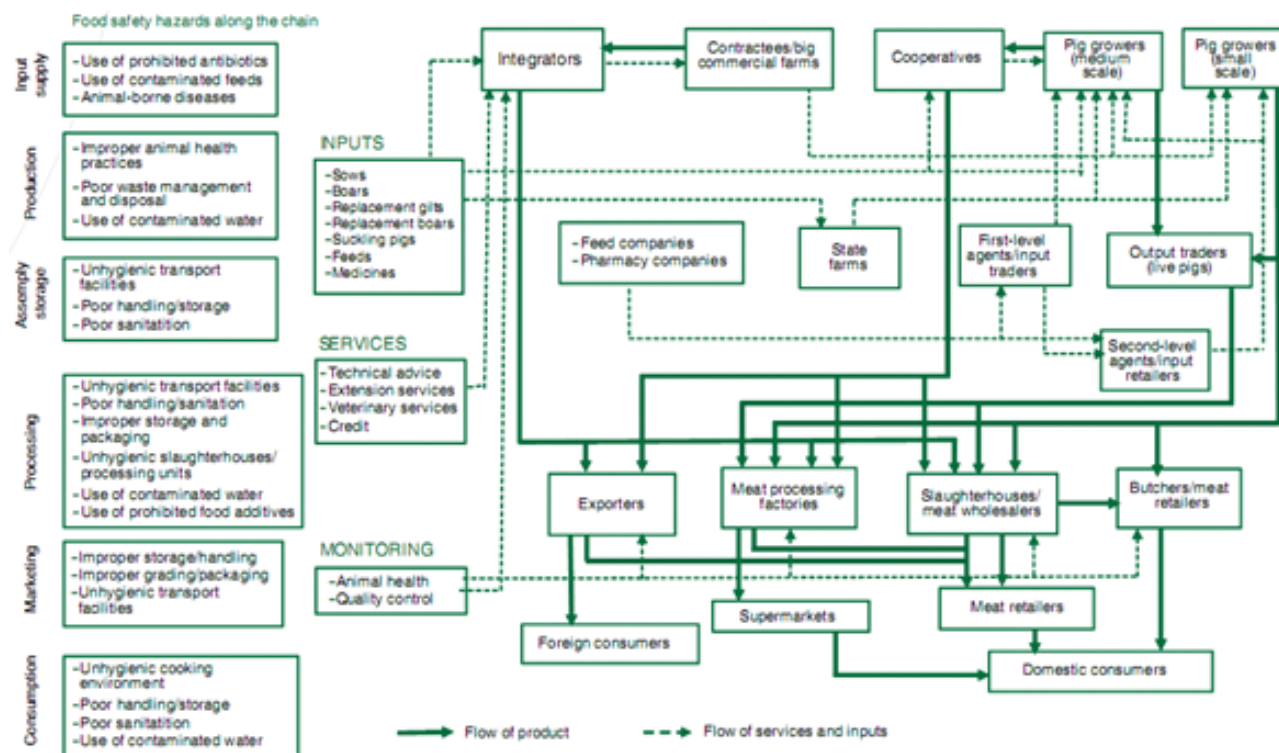 Food safety hazards along the chain
Input
supply
-Use of prohibited antibiotics
-Use of contaminated feeds
-Animal-borne diseases
Production
-Improper animal health
practices
-Poor waste management
and disposal
-Use of contaminated water
Assembly
storage
-Unhygienic transport
facilities
-Poor handling/storage
-Poor sanitatition
Processing
-Unhygienic transport facilities
-Poor handling/sanitation
-Improper storage and
packaging
-Unhygienic slaughterhouses/
processing units
-Use of contaminated water
-Use of prohibited food additives
Marketing
-Improper storage/handling
-Improper grading/packaging
-Unhygienic transport
facilities
Consumption
-Unhygienic cooking
environment
-Poor handling/storage
-Poor sanitatition
-Use of contaminated water
INPUTS
-Sows
-Boars
-Replacement gilts
-Replacement boars
-Suckling pigs
-Feeds
-Medicines
SERVICES
-Technical advice
-Extension services
-Veterinary services
-Credit
MONITORING
-Animal health
-Quality control
Integrators
Contractees/big
commercial farms
Cooperatives
Pig growers
(medium
scale)
Pig growers
(small
scale)
-Feed companies
-Pharmacy companies
State
farms
First-level
agents/input
traders
Output traders
(live pigs)
Second-level
agents/input
retailers
Exporters
Meat processing
factories
Slaughterhouses/
meat wholesalers
Butchers/meat
retailers
Foreign consumers
Supermarkets
Meat retailers
Domestic consumers
Flow of product
Flow of services and inputs